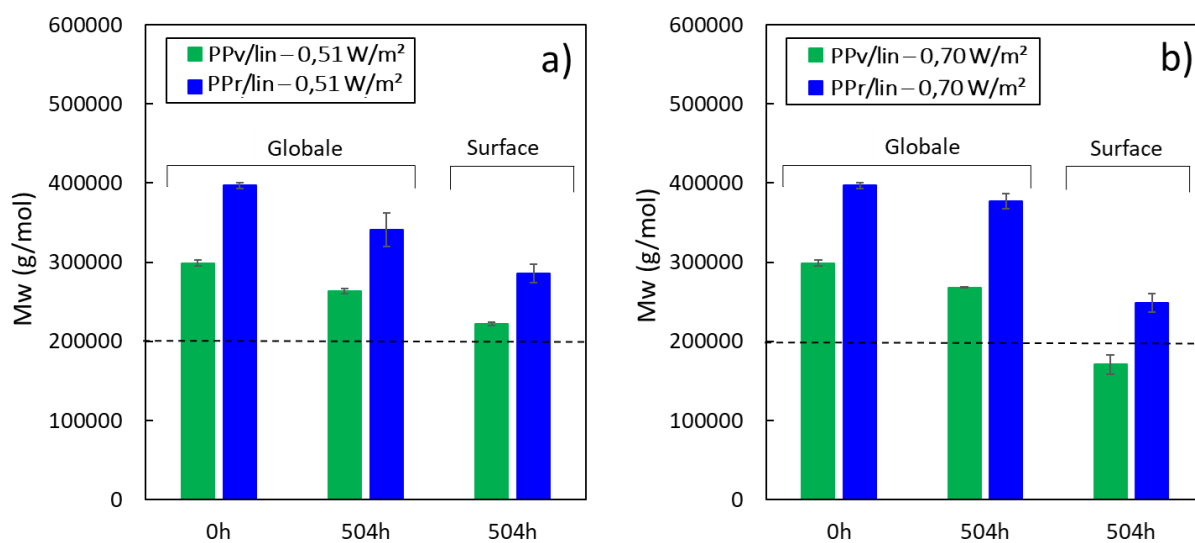 600000
500000
400000
300000
200000
100000
0
Mw (g/mol)
PPv/lin – 0,51 W/m²
PPr/lin – 0,51 W/m²
a)
Globale
Surface
0h
504h
504h
600000
500000
400000
300000
200000
100000
0
Mw (g/mol)
PPv/lin – 0,70 W/m²
PPr/lin – 0,70 W/m²
b)
Globale
Surface
0h
504h
504h